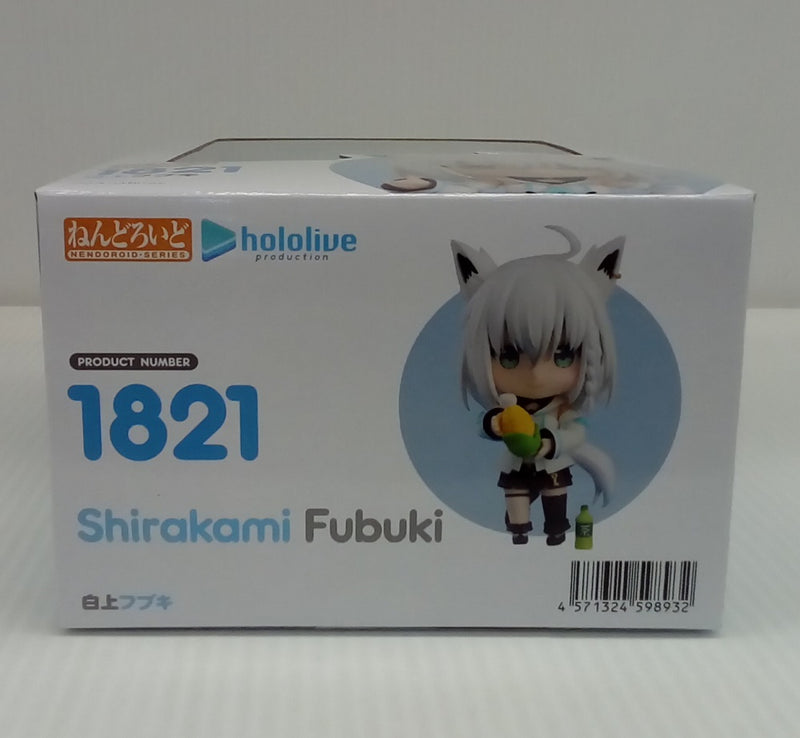 1821
ねんどろいど
NENDOROID・SERIES
hololive
production
PRODUCT NUMBER
1821
Shirakami Fubuki
白上フブキ
4 571324 598932